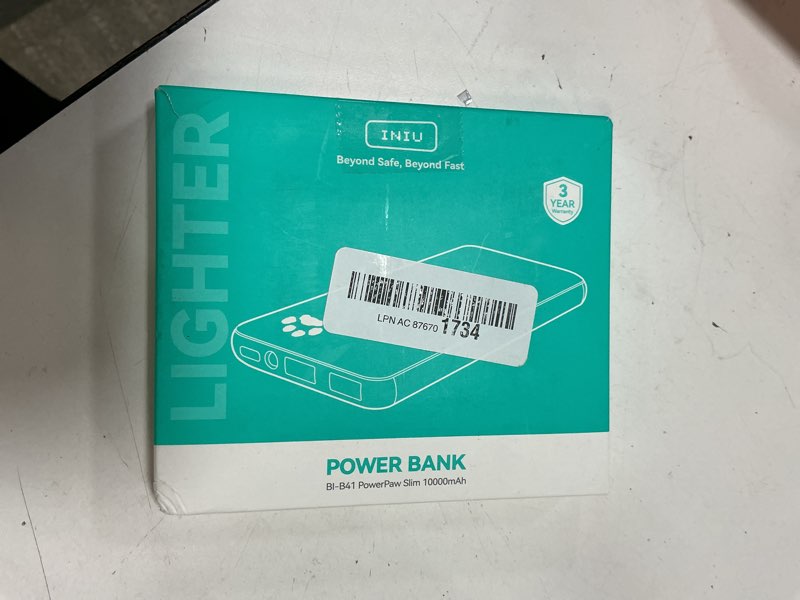 INIU
Beyond Safe, Beyond Fast
3
YEAR
Warranty
LIGHTER
LPN AC 87670 1734
POWER BANK
BI-B41 PowerPaw Slim 10000mAh